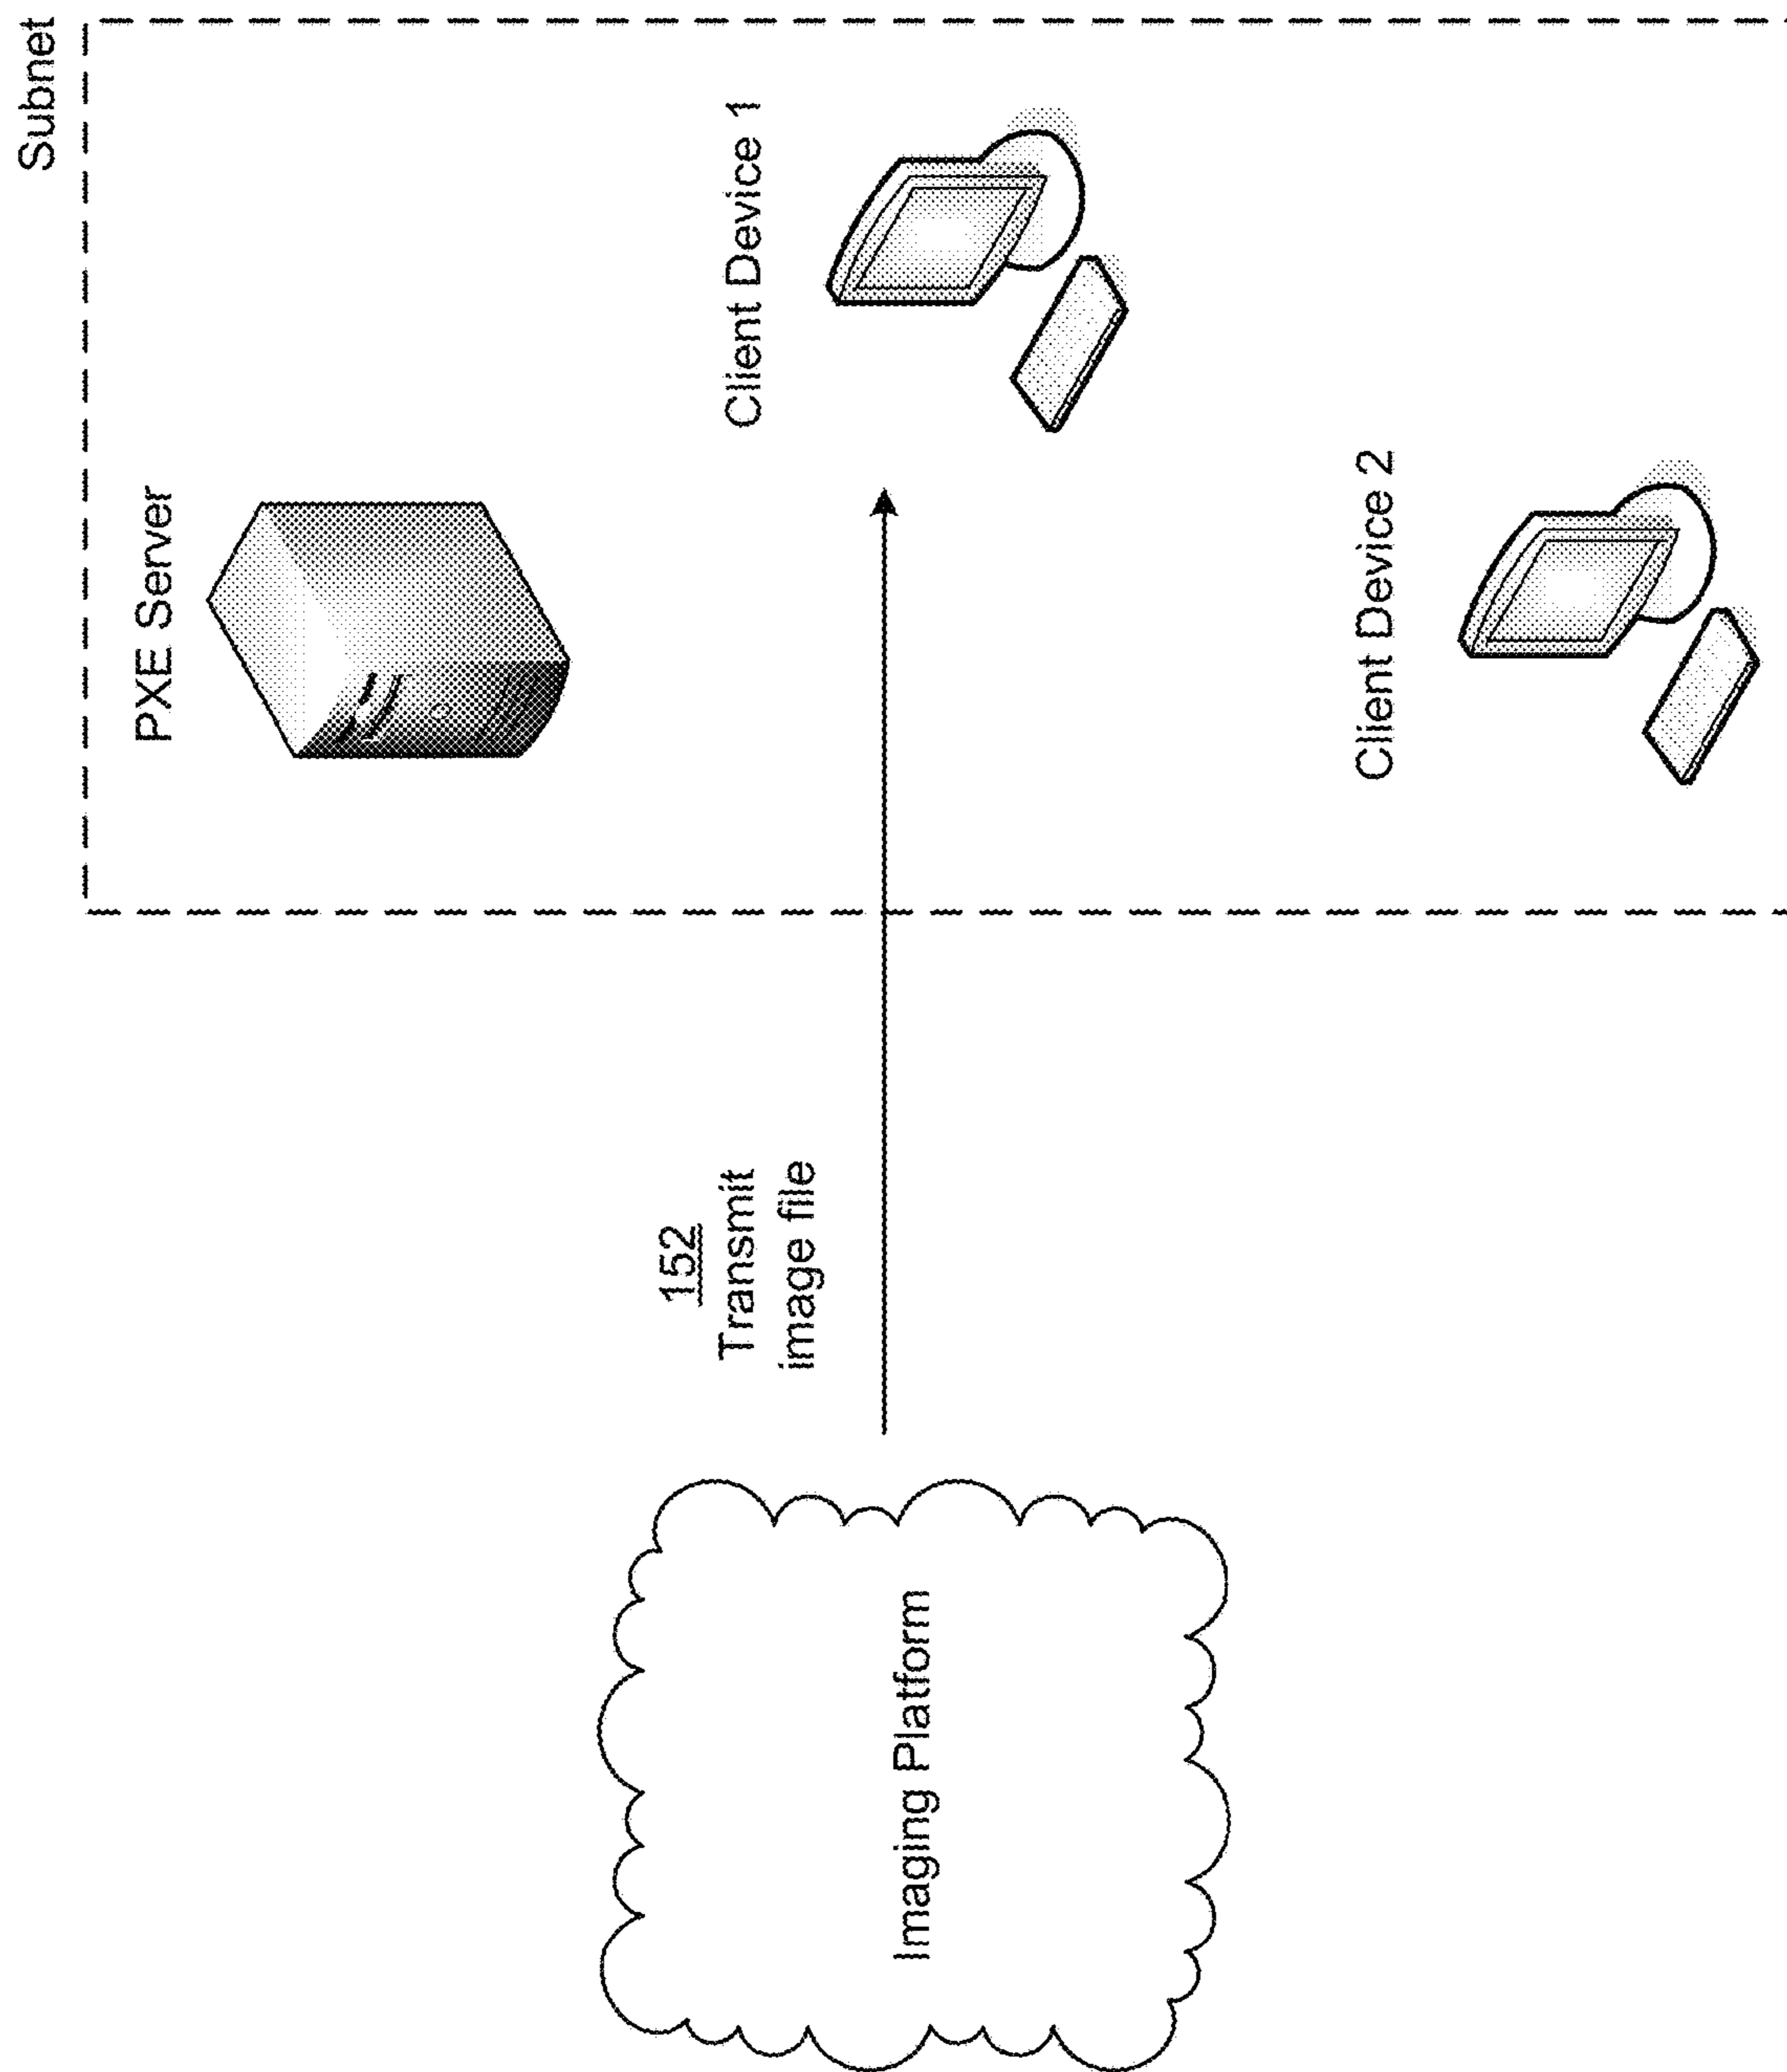 Subnet
PXE Server
Client Device 1
152
Transmit
image file
Imaging Platform
Client Device 2